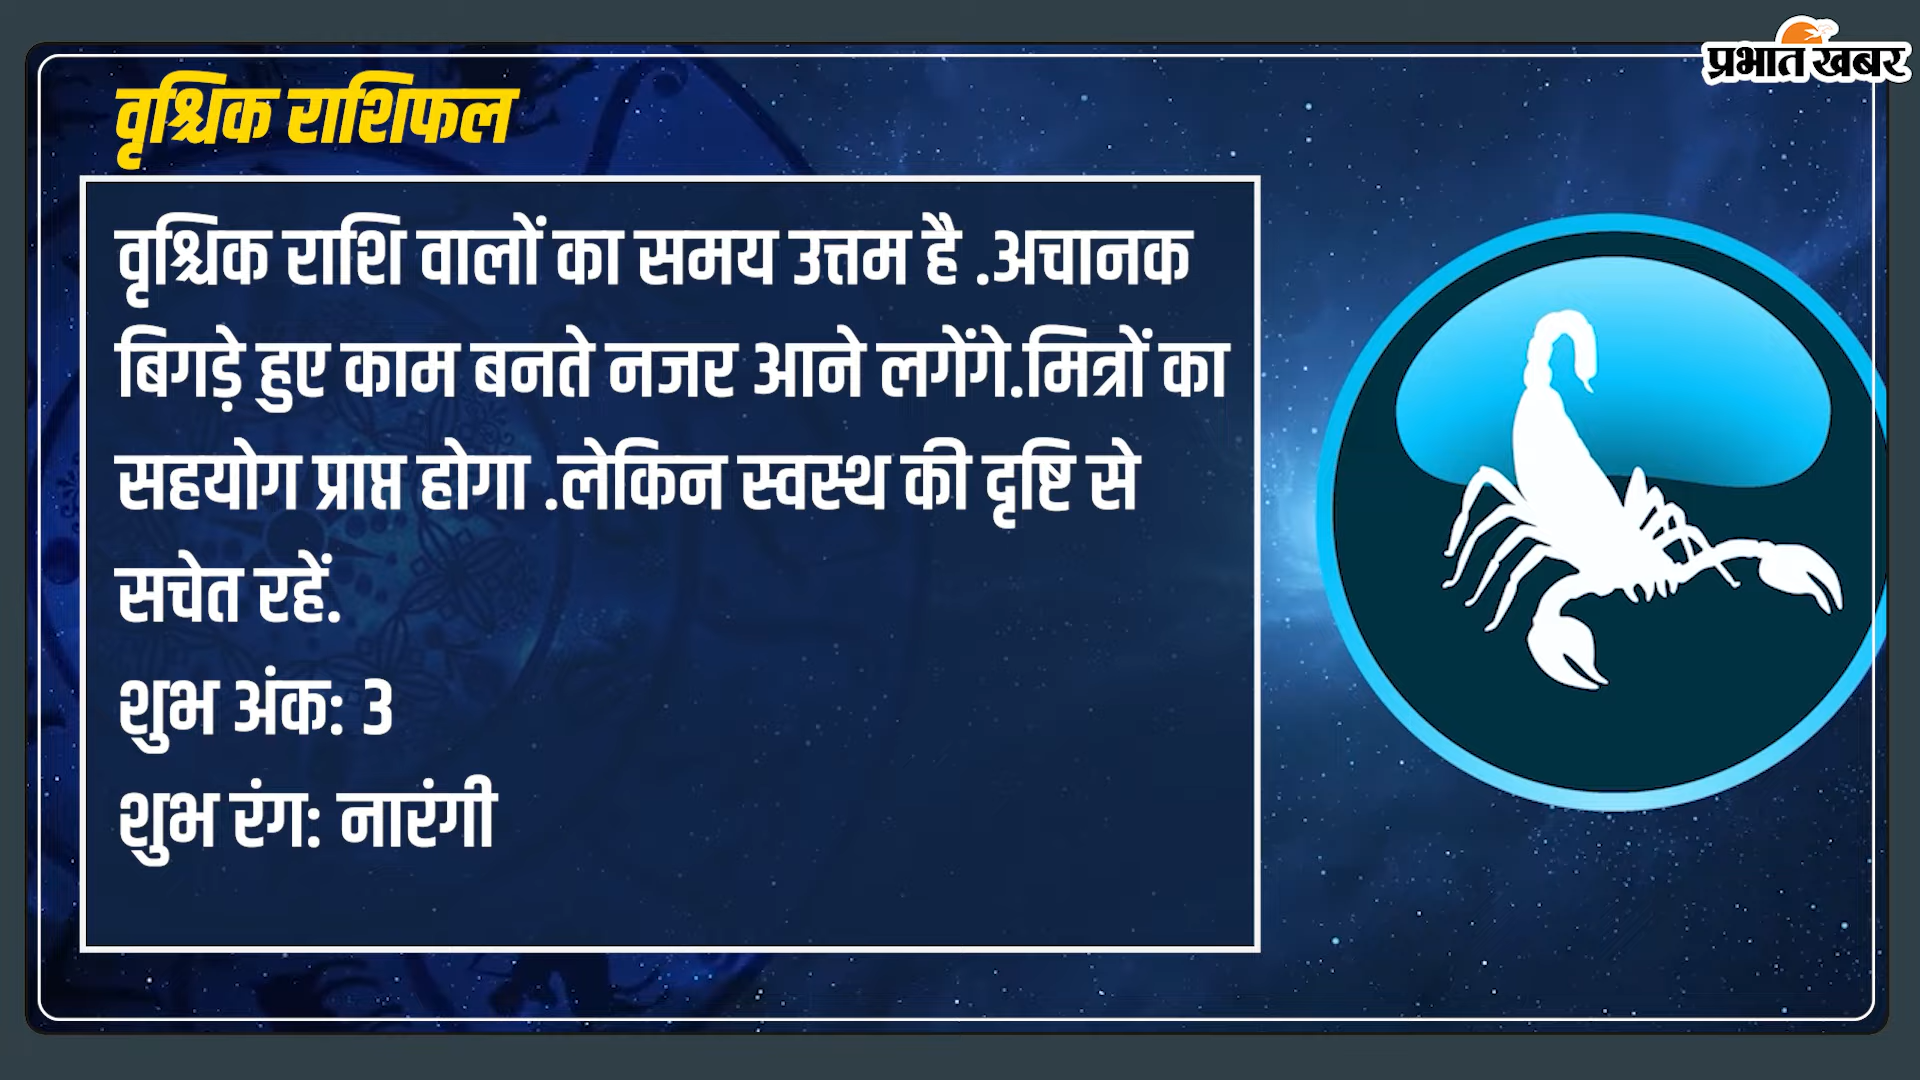 प्रभात खबर
वृश्चिक राशिफल
वृश्चिक राशि वालों का समय उत्तम है .अचानक
बिगड़े हुए काम बनते नजर आने लगेंगे.मित्रों का
सहयोग प्राप्त होगा .लेकिन स्वस्थ की दृष्टि से
सचेत रहें.
शुभ अंक: 3
शुभ रंग: नारंगी